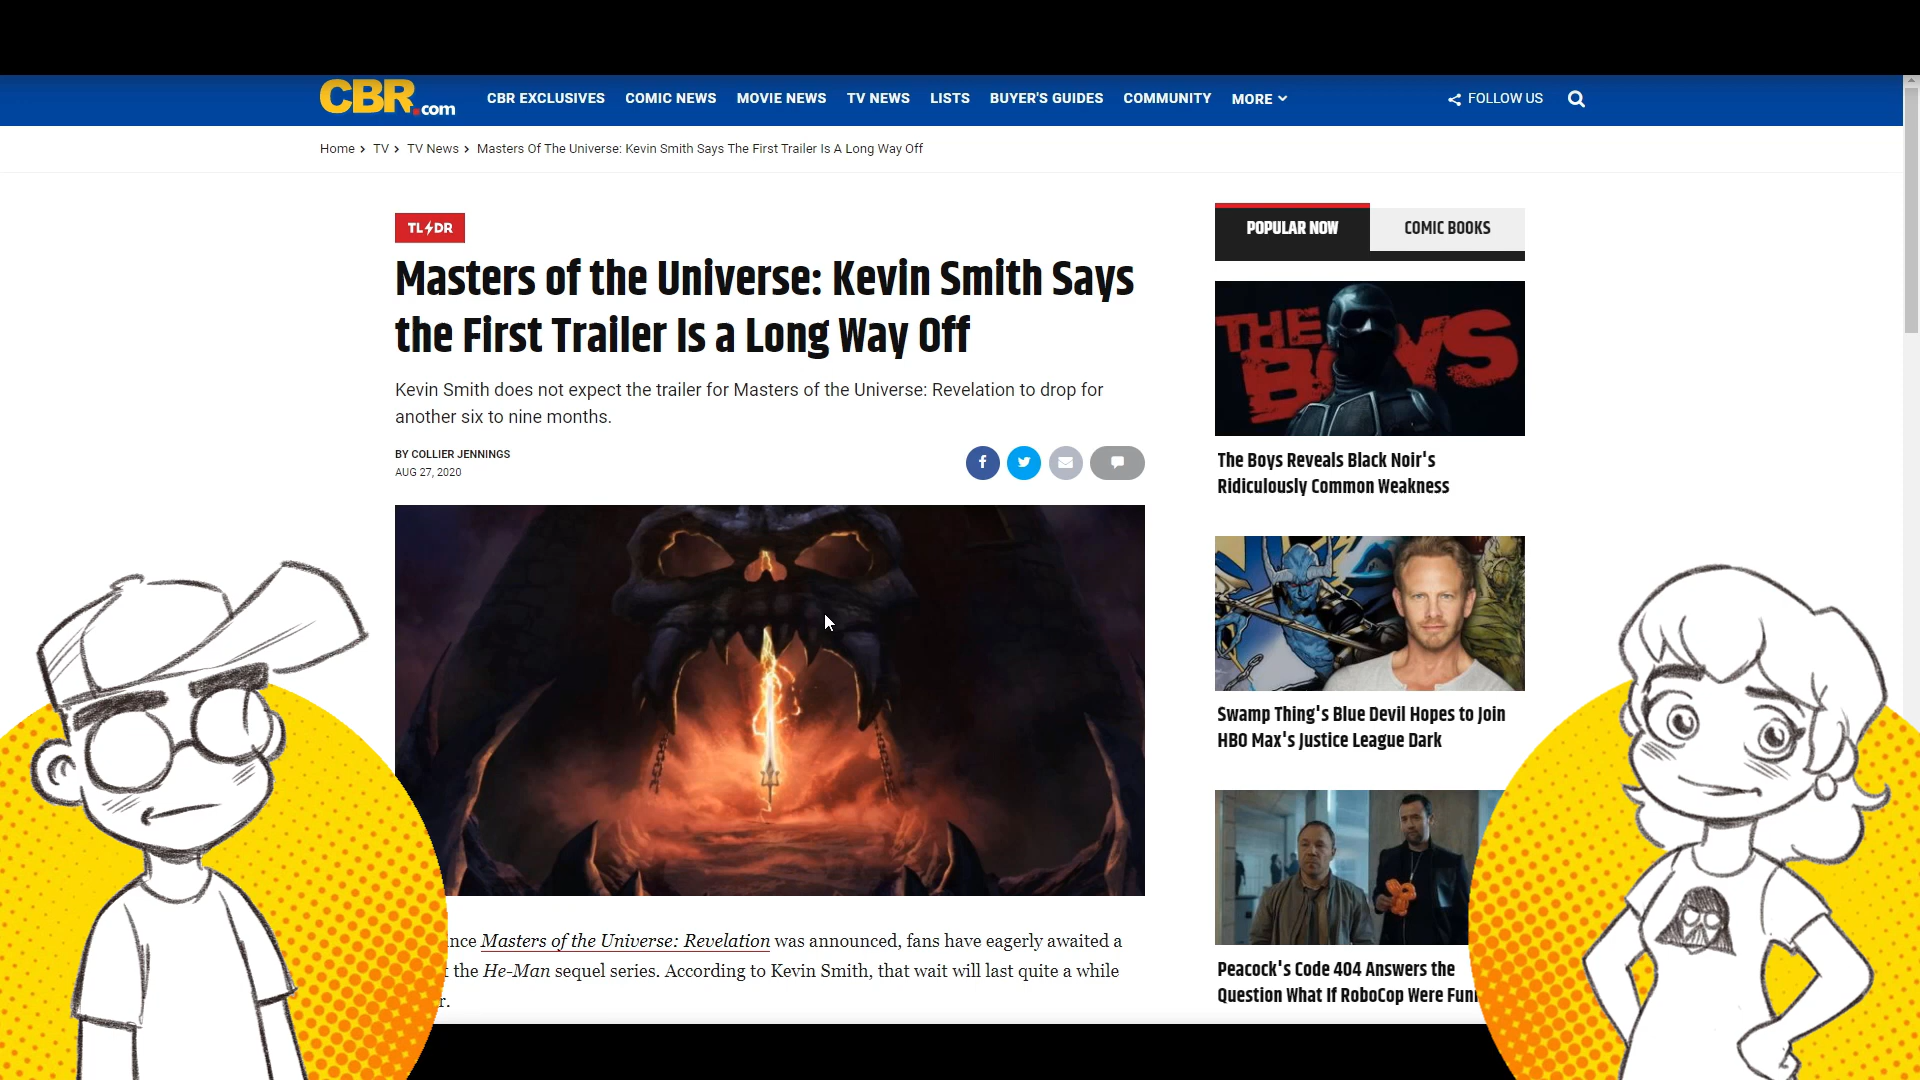 CBR.com
CBR EXCLUSIVES COMIC NEWS MOVIE NEWS TV NEWS LISTS BUYER'S GUIDES COMMUNITY MORE
FOLLOW US
Home > TV > TV News > Masters Of The Universe: Kevin Smith Says The First Trailer Is A Long Way Off
TL DR
Masters of the Universe: Kevin Smith Says
the First Trailer Is a Long Way Off
Kevin Smith does not expect the trailer for Masters of the Universe: Revelation to drop for
another six to nine months.
BY COLLIER JENNINGS
AUG 27, 2020
nce Masters of the Universe: Revelation was announced, fans have eagerly awaited a
t the He-Man sequel series. According to Kevin Smith, that wait will last quite a while
r.
POPULAR NOW
COMIC BOOKS
THE BOYS
The Boys Reveals Black Noir's
Ridiculously Common Weakness
Swamp Thing's Blue Devil Hopes to Join
HBO Max's Justice League Dark
Peacock's Code 404 Answers the
Question What If RoboCop Were Fun